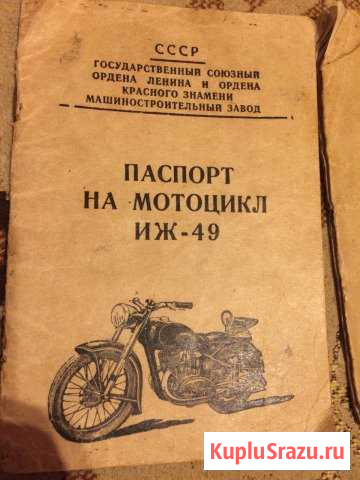 СССР
ГОСУДАРСТВЕННЫЙ СОЮЗНЫЙ
ОРДЕНА ЛЕНИНА И ОРДЕНА
КРАСНОГО ЗНАМЕНИ
МАШИНОСТРОИТЕЛЬНЫЙ ЗАВОД
ПАСПОРТ
НА МОТОЦИКЛ
ИЖ-49
KupluSrazu.ru